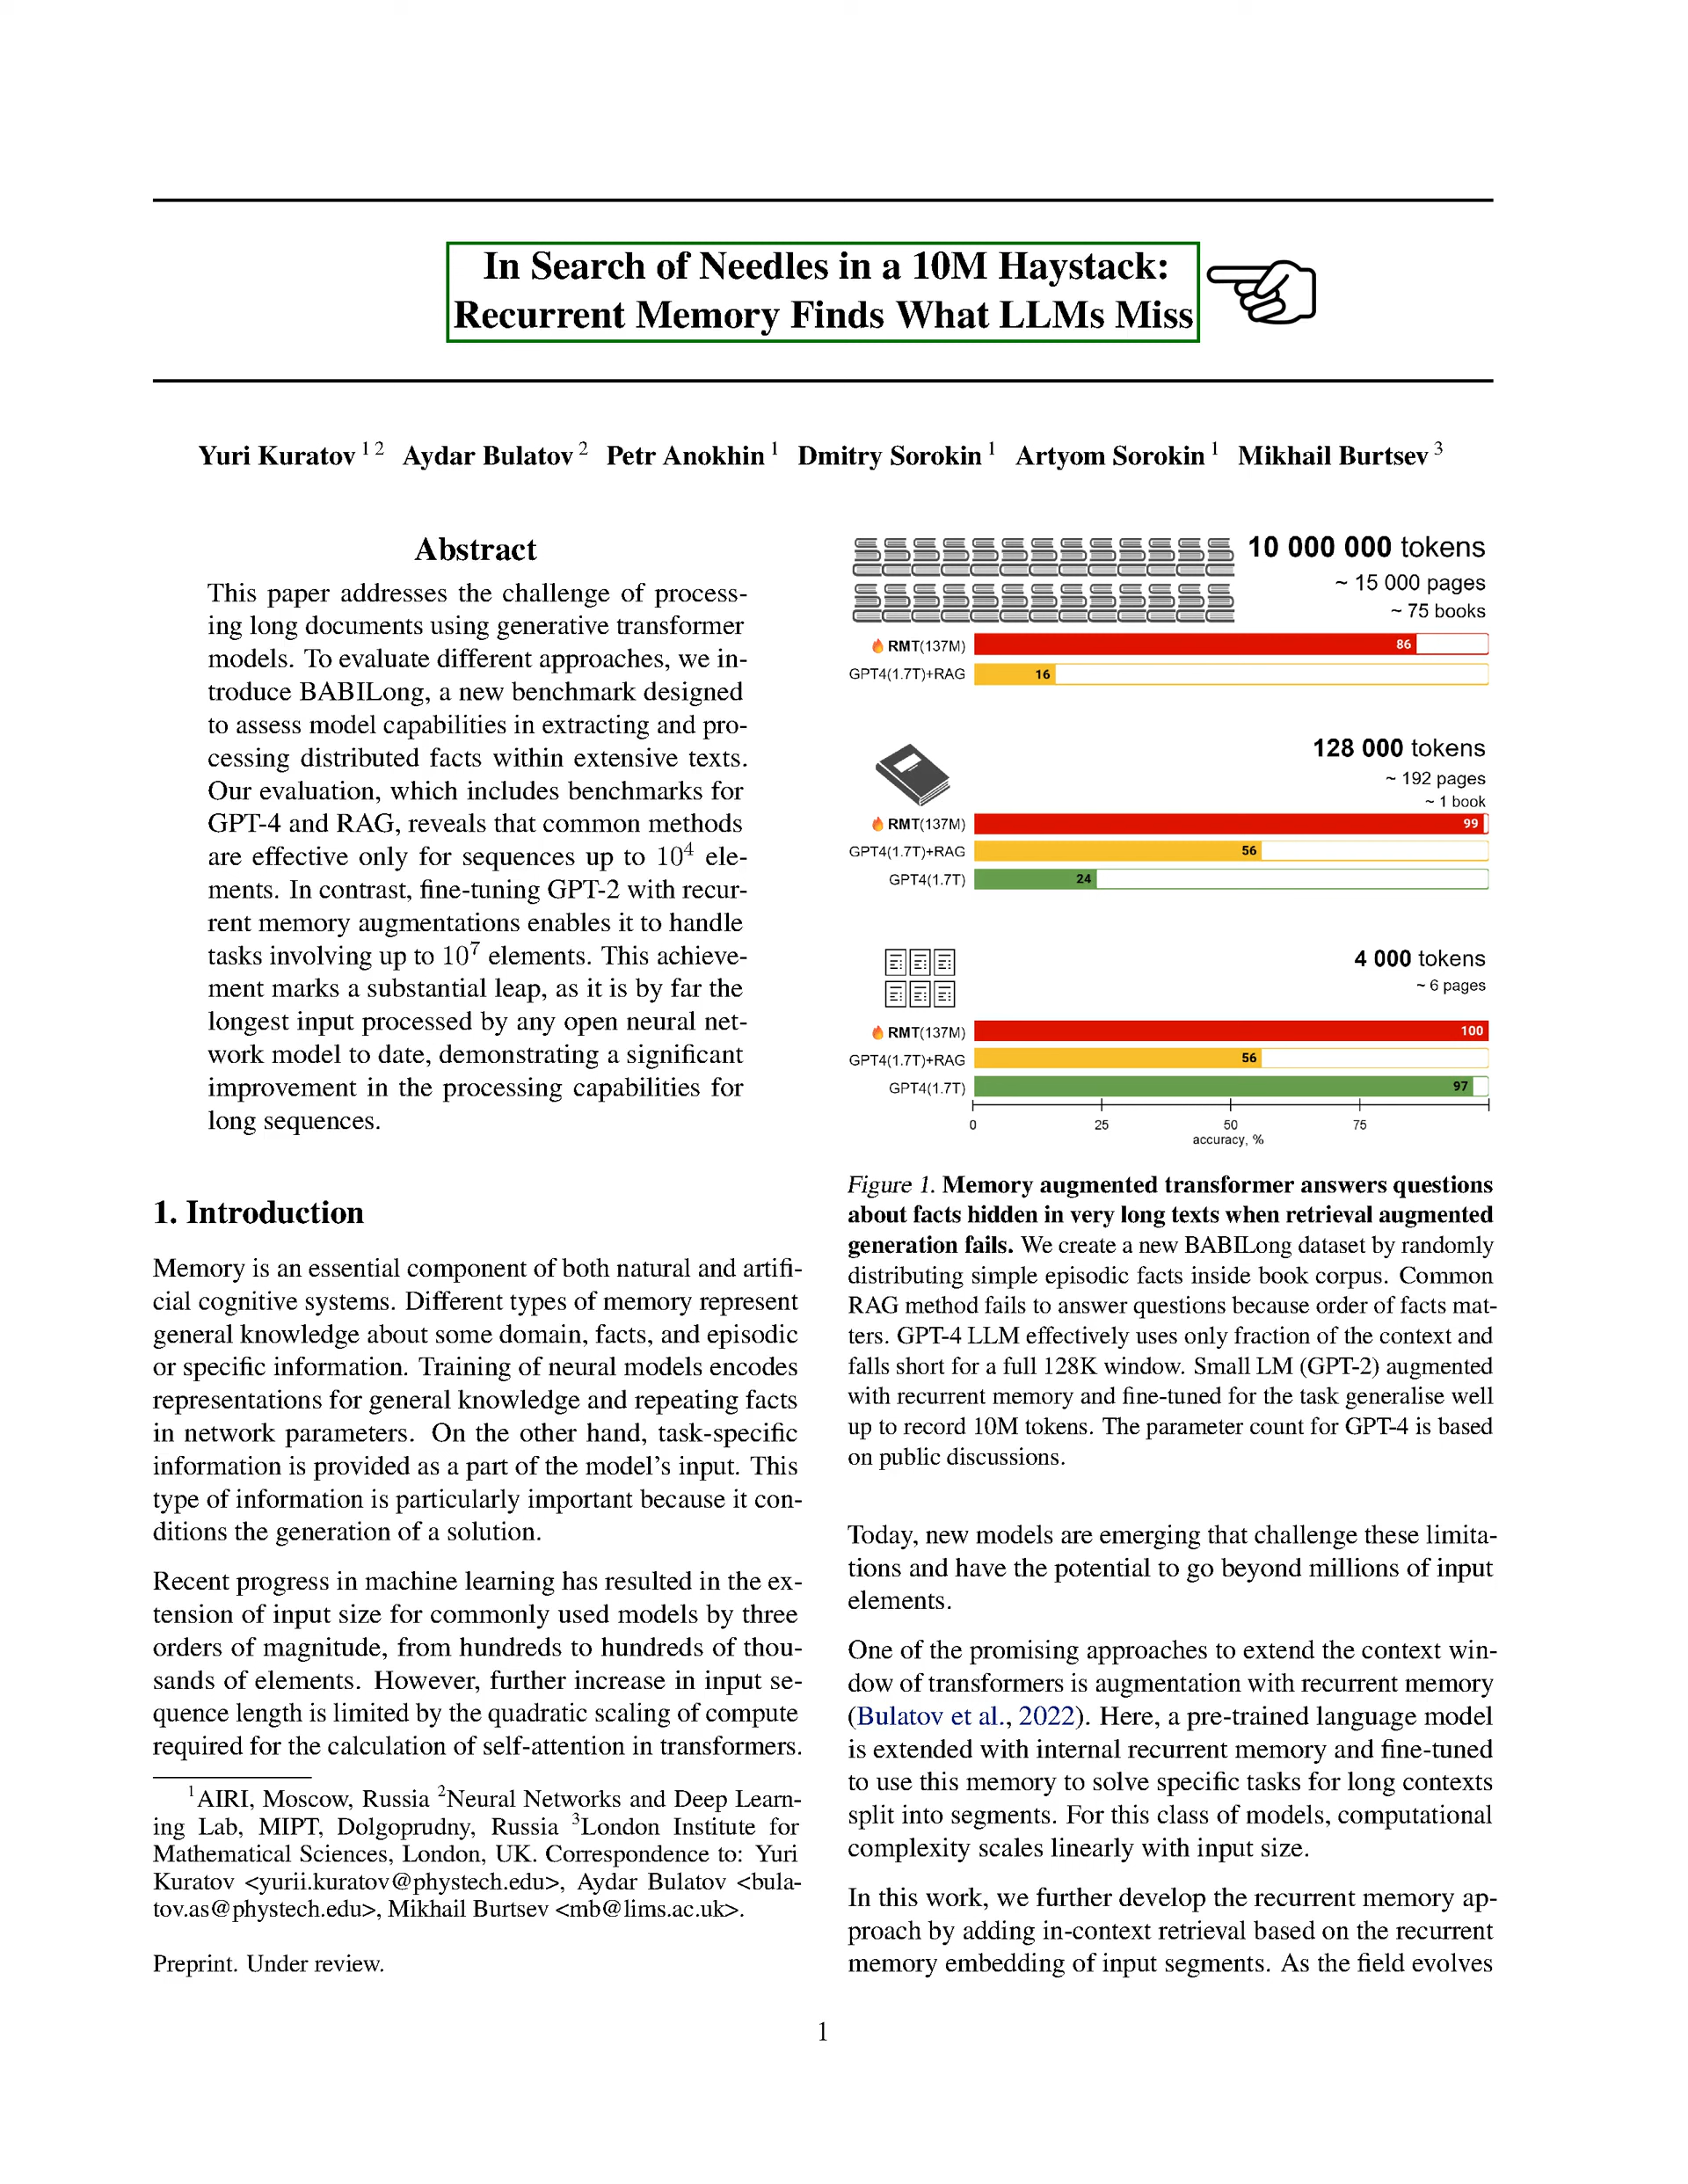 In Search of Needles in a 10M Haystack:
Recurrent Memory Finds What LLMs Miss
Yuri Kuratov 1 2 Aydar Bulatov 2 Petr Anokhin 1 Dmitry Sorokin 1 Artyom Sorokin 1 Mikhail Burtsev 3
Abstract
This paper addresses the challenge of process-
ing long documents using generative transformer
models. To evaluate different approaches, we in-
troduce BABILong, a new benchmark designed
to assess model capabilities in extracting and pro-
cessing distributed facts within extensive texts.
Our evaluation, which includes benchmarks for
GPT-4 and RAG, reveals that common methods
are effective only for sequences up to 10^4 ele-
ments. In contrast, fine-tuning GPT-2 with recur-
rent memory augmentations enables it to handle
tasks involving up to 10^7 elements. This achieve-
ment marks a substantial leap, as it is by far the
longest input processed by any open neural net-
work model to date, demonstrating a significant
improvement in the processing capabilities for
long sequences.
1. Introduction
Memory is an essential component of both natural and artifi-
cial cognitive systems. Different types of memory represent
general knowledge about some domain, facts, and episodic
or specific information. Training of neural models encodes
representations for general knowledge and repeating facts
in network parameters. On the other hand, task-specific
information is provided as a part of the model's input. This
type of information is particularly important because it con-
ditions the generation of a solution.
Recent progress in machine learning has resulted in the ex-
tension of input size for commonly used models by three
orders of magnitude, from hundreds to hundreds of thou-
sands of elements. However, further increase in input se-
quence length is limited by the quadratic scaling of compute
required for the calculation of self-attention in transformers.
1AIRI, Moscow, Russia 2Neural Networks and Deep Learn-
ing Lab, MIPT, Dolgoprudny, Russia 3London Institute for
Mathematical Sciences, London, UK. Correspondence to: Yuri
Kuratov <yurii.kuratov@phystech.edu>, Aydar Bulatov <bula-
tov.as@phystech.edu>, Mikhail Burtsev <mb@lims.ac.uk>.
Preprint. Under review.
10 000 000 tokens
~ 15 000 pages
~ 75 books
RMT(137M) 86
GPT4(1.7T)+RAG 16
128 000 tokens
~ 192 pages
~ 1 book
RMT(137M) 99
GPT4(1.7T)+RAG 56
GPT4(1.7T) 24
4 000 tokens
~ 6 pages
RMT(137M) 100
GPT4(1.7T)+RAG 56
GPT4(1.7T) 97
0 25 50 75
accuracy, %
Figure 1. Memory augmented transformer answers questions
about facts hidden in very long texts when retrieval augmented
generation fails. We create a new BABILong dataset by randomly
distributing simple episodic facts inside book corpus. Common
RAG method fails to answer questions because order of facts mat-
ters. GPT-4 LLM effectively uses only fraction of the context and
falls short for a full 128K window. Small LM (GPT-2) augmented
with recurrent memory and fine-tuned for the task generalise well
up to record 10M tokens. The parameter count for GPT-4 is based
on public discussions.
Today, new models are emerging that challenge these limita-
tions and have the potential to go beyond millions of input
elements.
One of the promising approaches to extend the context win-
dow of transformers is augmentation with recurrent memory
(Bulatov et al., 2022). Here, a pre-trained language model
is extended with internal recurrent memory and fine-tuned
to use this memory to solve specific tasks for long contexts
split into segments. For this class of models, computational
complexity scales linearly with input size.
In this work, we further develop the recurrent memory ap-
proach by adding in-context retrieval based on the recurrent
memory embedding of input segments. As the field evolves
1